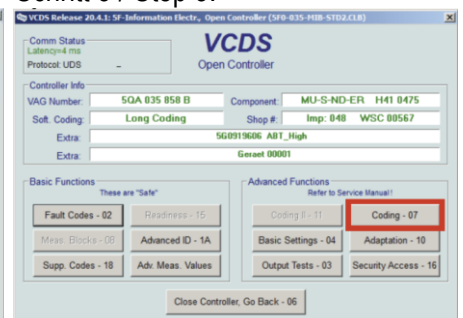 VCDS Release 20.4.1: 5F-Information Electr., Open Controller (5F0-035-MIB-STD2.CLB)
Comm Status
Latency=4 ms
Protocol: UDS
VCDS
Open Controller
Controller Info
VAG Number: 5QA 035 858 B Component: MU-S-ND-ER H41 0475
Soft. Coding: Long Coding Shop #: Imp: 048 WSC 00567
Extra: 5G0919606 ABT_High
Extra: Geraet 00001
Basic Functions
These are "Safe"
Advanced Functions
Refer to Service Manual!
Fault Codes - 02 Readiness - 15 Coding II - 11 Coding - 07
Meas. Blocks - 08 Advanced ID - 1A Basic Settings - 04 Adaptation - 10
Supp. Codes - 18 Adv. Meas. Values Output Tests - 03 Security Access - 16
Close Controller, Go Back - 06